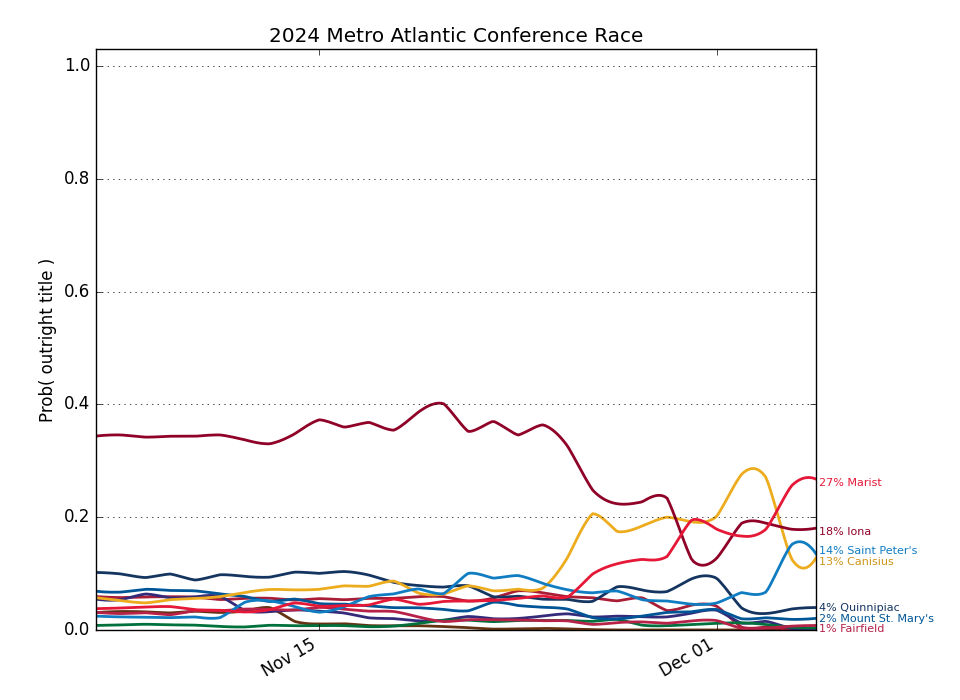 2024 Metro Atlantic Conference Race
Prob( outright title )
1.0
0.8
0.6
0.4
0.2
0.0
Nov 15
Dec 01
27% Marist
18% Iona
14% Saint Peter's
13% Canisius
4% Quinnipiac
2% Mount St. Mary's
1% Fairfield